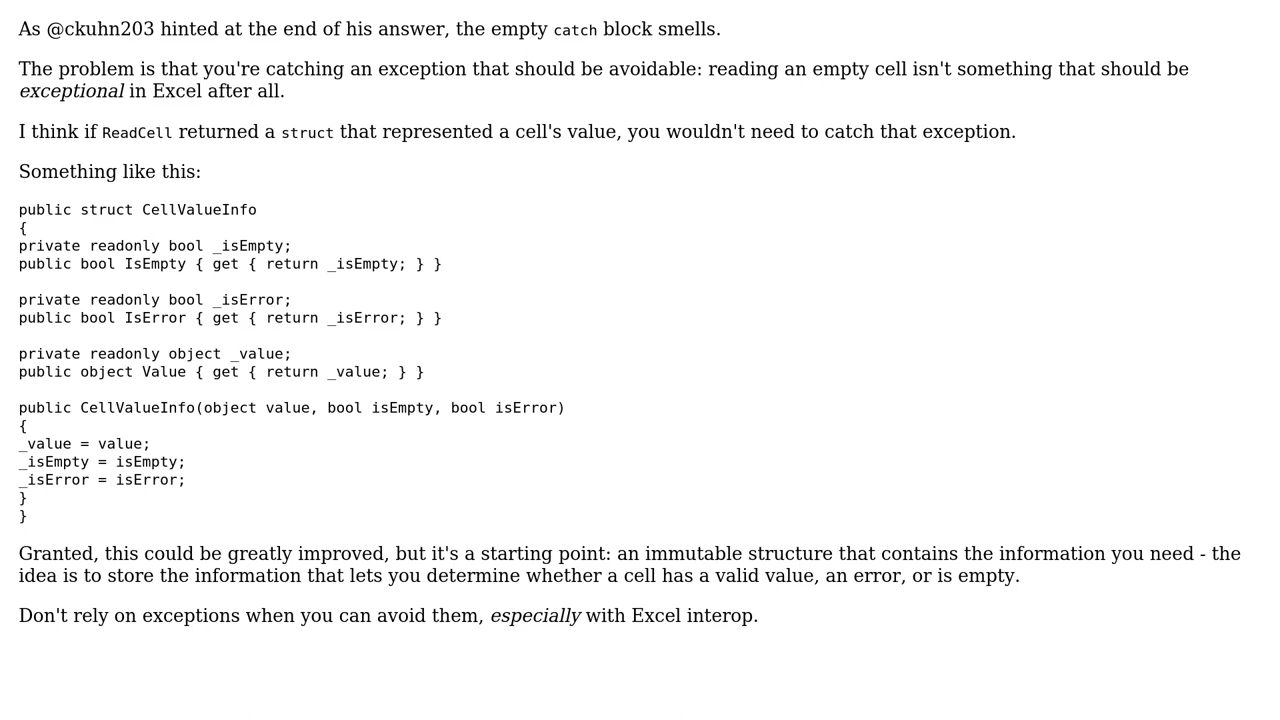 As @ckuhn203 hinted at the end of his answer, the empty catch block smells.
The problem is that you're catching an exception that should be avoidable: reading an empty cell isn't something that should be
exceptional in Excel after all.
I think if ReadCell returned a struct that represented a cell's value, you wouldn't need to catch that exception.
Something like this:
public struct CellValueInfo
{
private readonly bool _isEmpty;
public bool IsEmpty { get { return _isEmpty; } }
private readonly bool _isError;
public bool IsError { get { return _isError; } }
private readonly object _value;
public object Value { get { return _value; } }
public CellValueInfo(object value, bool isEmpty, bool isError)
{
_value = value;
_isEmpty = isEmpty;
_isError = isError;
}
}
Granted, this could be greatly improved, but it's a starting point: an immutable structure that contains the information you need - the
idea is to store the information that lets you determine whether a cell has a valid value, an error, or is empty.
Don't rely on exceptions when you can avoid them, especially with Excel interop.